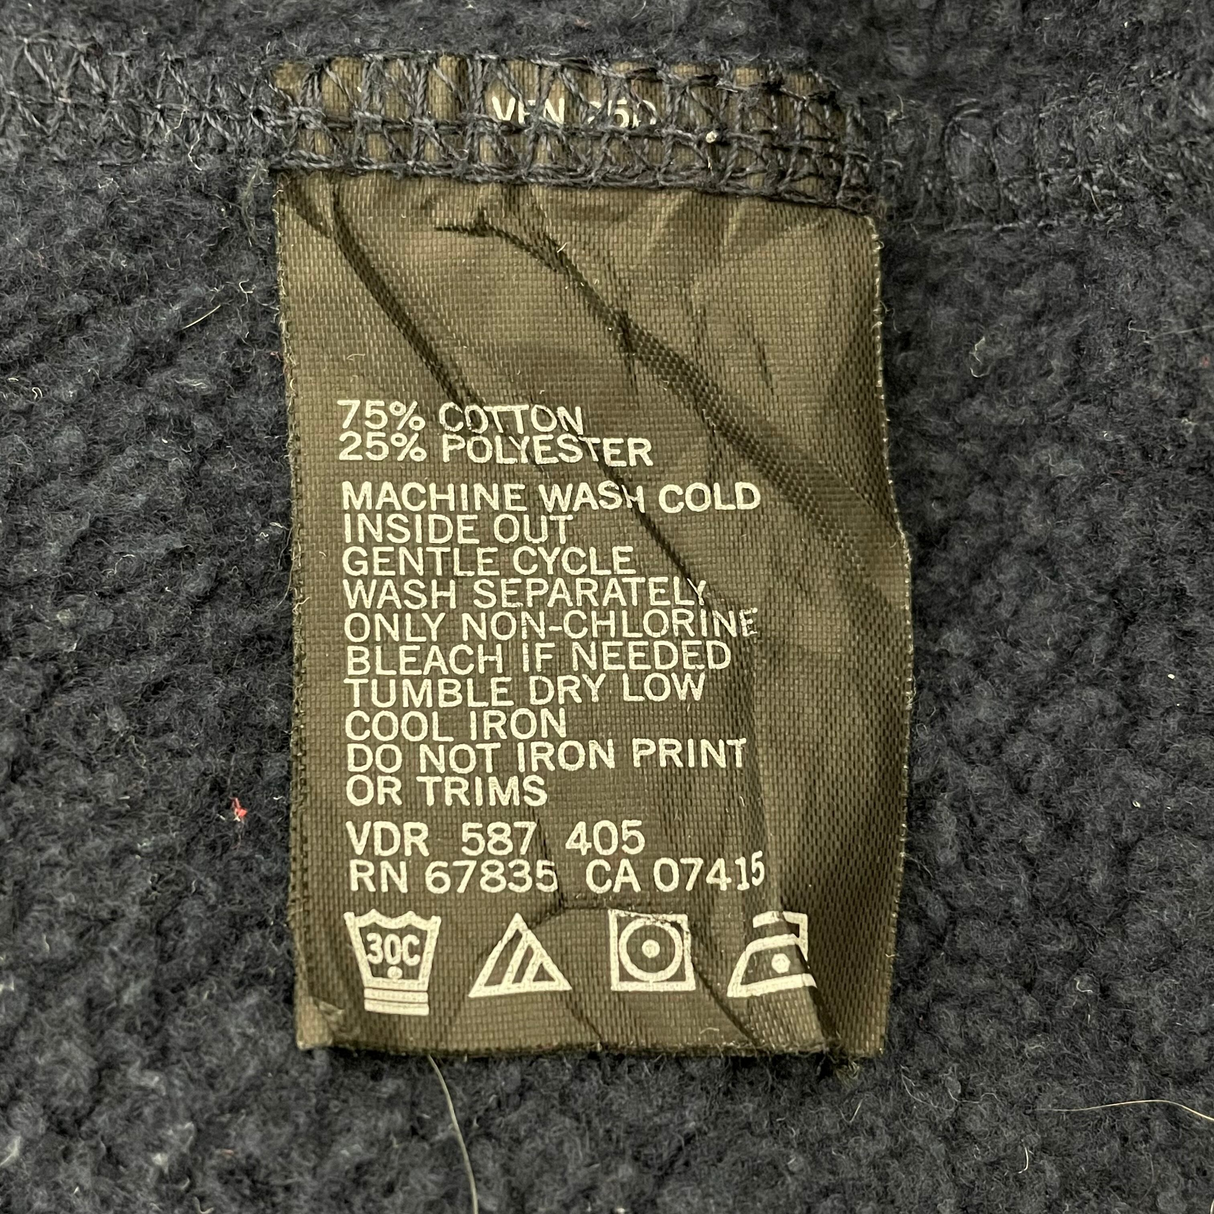 75% COTTON
25% POLYESTER
MACHINE WASH COLD
INSIDE OUT
GENTLE CYCLE
WASH SEPARATELY
ONLY NON-CHLORINE
BLEACH IF NEEDED
TUMBLE DRY LOW
COOL IRON
DO NOT IRON PRINT
OR TRIMS
VDR 587 405
RN 67835 CA 07415
30C